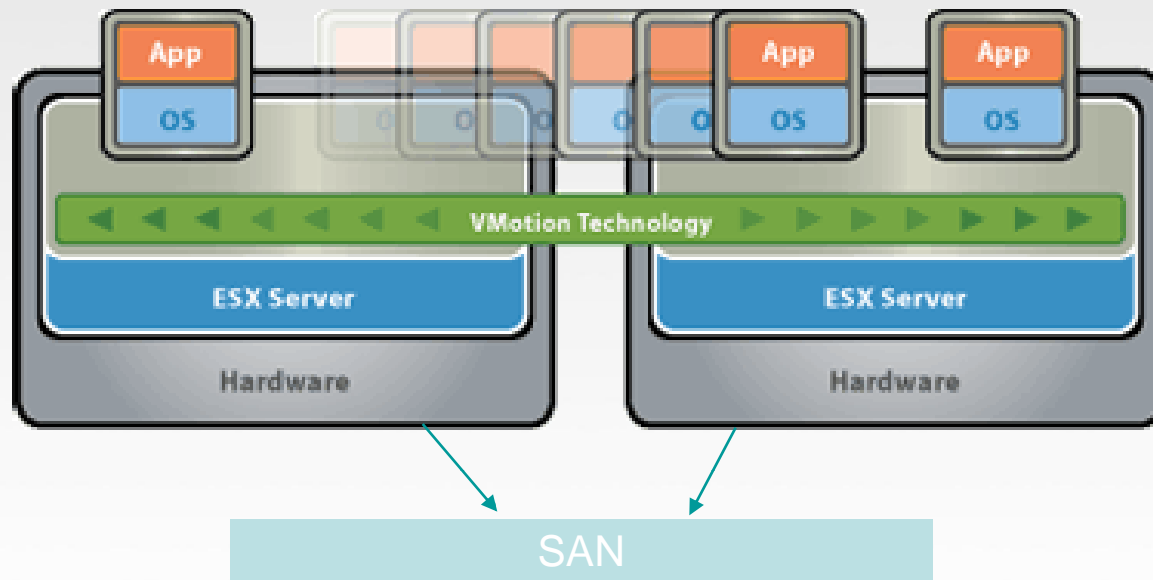 App
App
App
OS
O
O
O
O
O
OS
OS
VMotion Technology
ESX Server
ESX Server
Hardware
Hardware
SAN